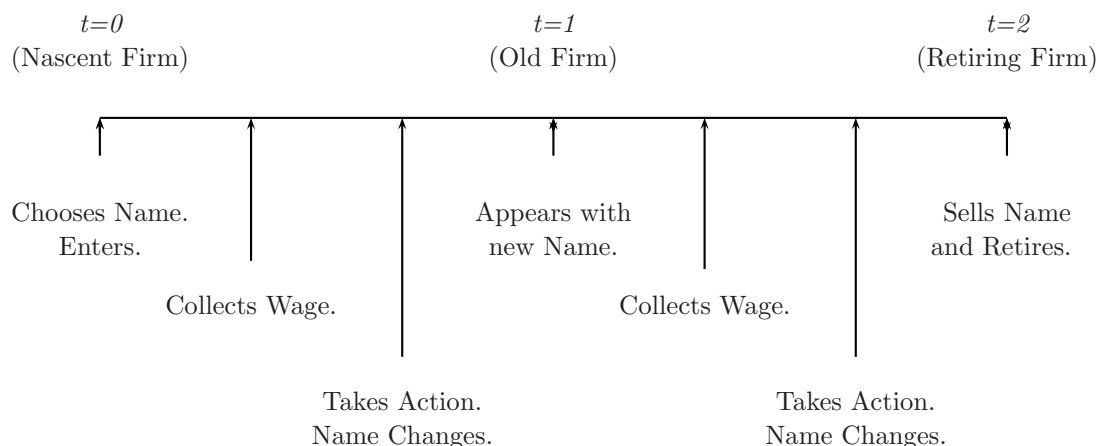 t=0
(Nascent Firm)
t=1
(Old Firm)
t=2
(Retiring Firm)
Chooses Name.
Enters.
Appears with
new Name.
Sells Name
and Retires.
Collects Wage.
Collects Wage.
Takes Action.
Name Changes.
Takes Action.
Name Changes.